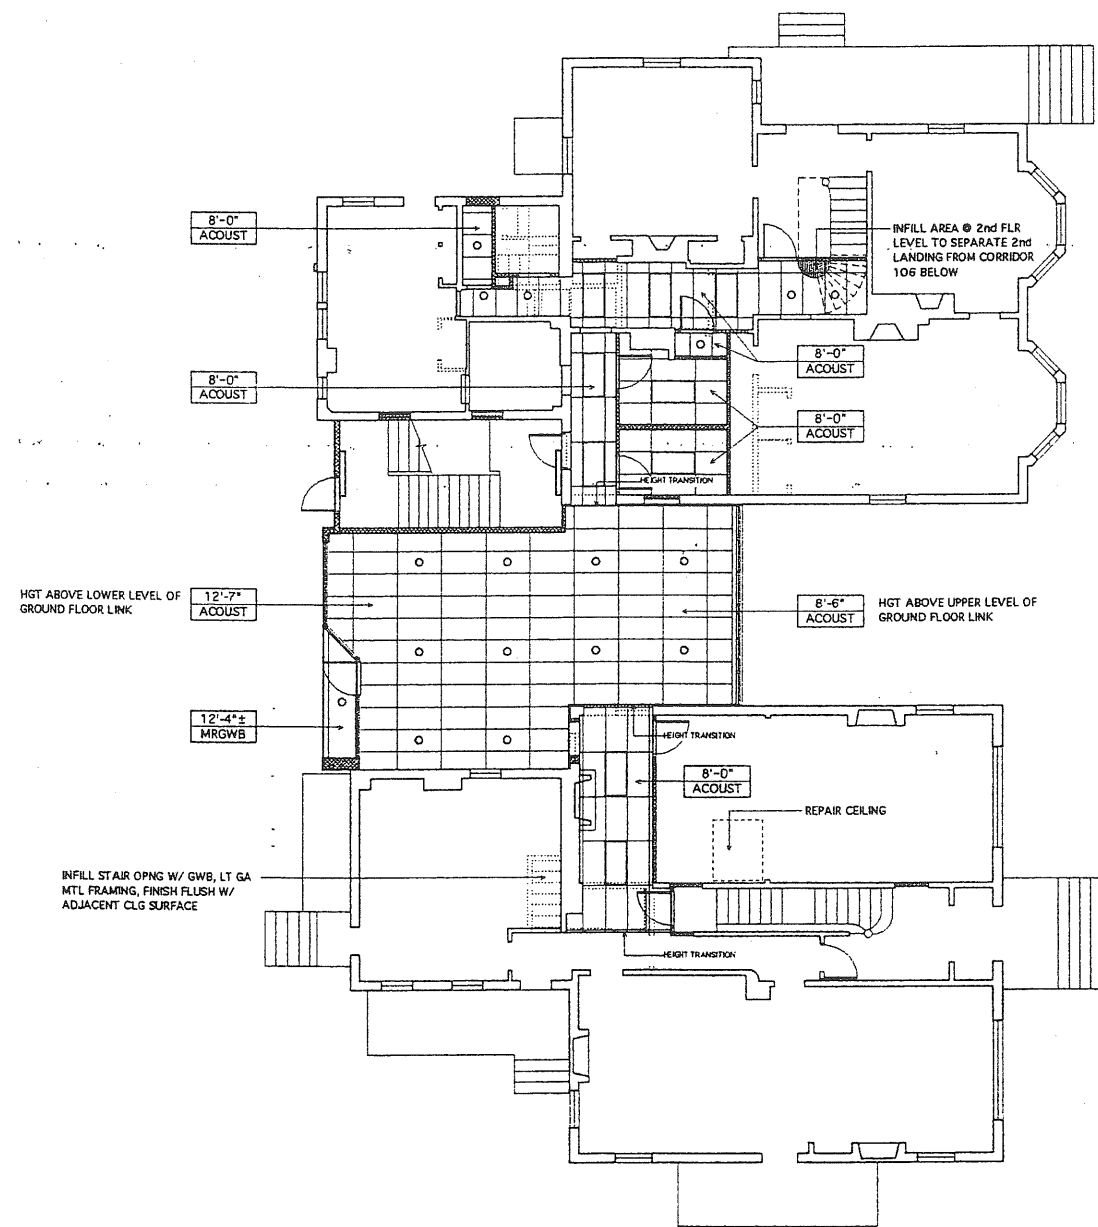 8'-0"
ACOUST
INFILL AREA @ 2nd FLR
LEVEL TO SEPARATE 2nd
LANDING FROM CORRIDOR
106 BELOW
8'-0"
ACOUST
8'-0"
ACOUST
8'-0"
ACOUST
HEIGHT TRANSITION
HGT ABOVE LOWER LEVEL OF
GROUND FLOOR LINK
12'-7"
ACOUST
8'-6"
ACOUST
HGT ABOVE UPPER LEVEL OF
GROUND FLOOR LINK
12'-4"±
MRGWB
HEIGHT TRANSITION
8'-0"
ACOUST
REPAIR CEILING
INFILL STAIR OPNG W/ GWB, LT GA
MTL FRAMING, FINISH FLUSH W/
ADJACENT CLG SURFACE
HEIGHT TRANSITION